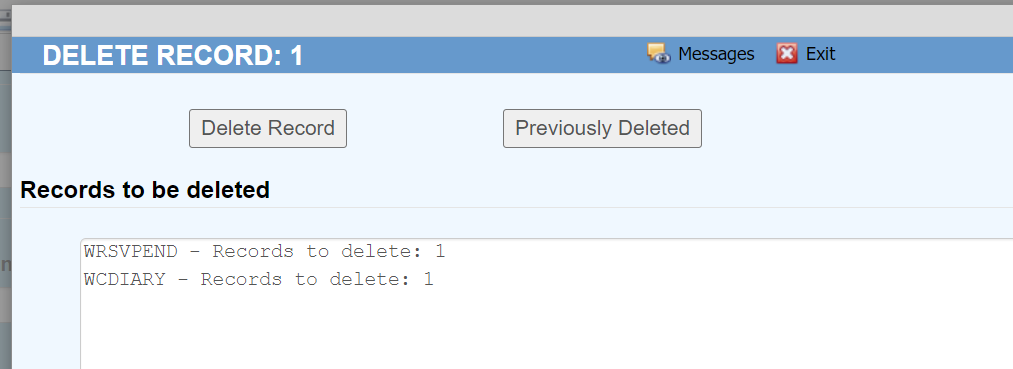 DELETE RECORD: 1
Messages
Exit
Delete Record
Previously Deleted
Records to be deleted
WRSVPEND - Records to delete: 1
WCDIARY - Records to delete: 1